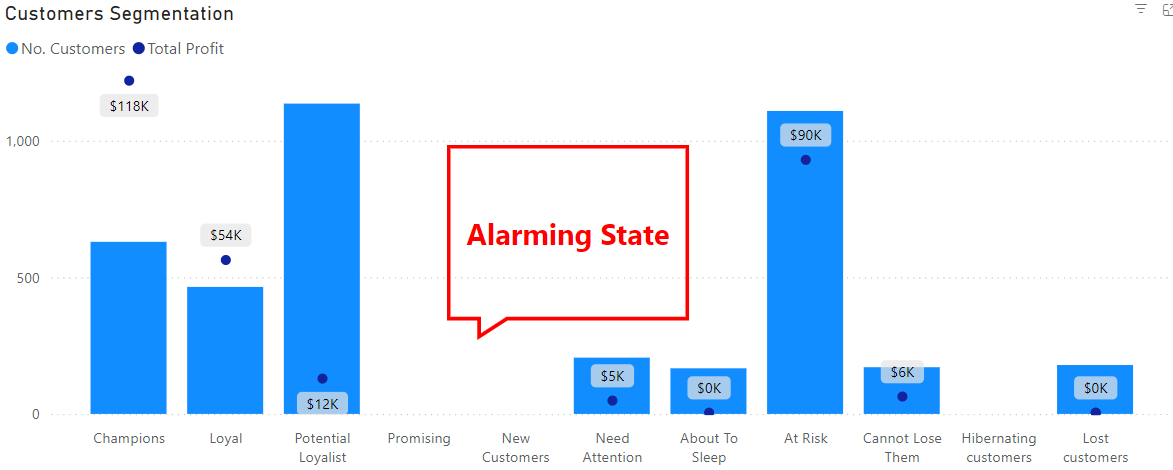 Customers Segmentation
No. Customers Total Profit
$118K
1,000
$90K
Alarming State
$54K
500
$5K
$6K
$0K
$0K
$12K
0
Champions
Loyal
Potential
Loyalist
Promising
New
Customers
Need
Attention
About To
Sleep
At Risk
Cannot Lose
Them
Hibernating
customers
Lost
customers